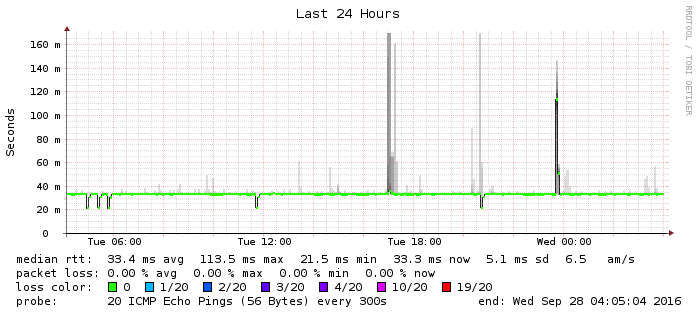 Last 24 Hours
RRDTOOL / TOBI OETIKER
Seconds
160 m
140 m
120 m
100 m
80 m
60 m
40 m
20 m
0
Tue 06:00 Tue 12:00 Tue 18:00 Wed 00:00
median rtt: 33.4 ms avg 113.5 ms max 21.5 ms min 33.3 ms now 5.1 ms sd 6.5 am/s
packet loss: 0.00 % avg 0.00 % max 0.00 % min 0.00 % now
loss color: 0 1/20 2/20 3/20 4/20 10/20 19/20
probe: 20 ICMP Echo Pings (56 Bytes) every 300s end: Wed Sep 28 04:05:04 2016